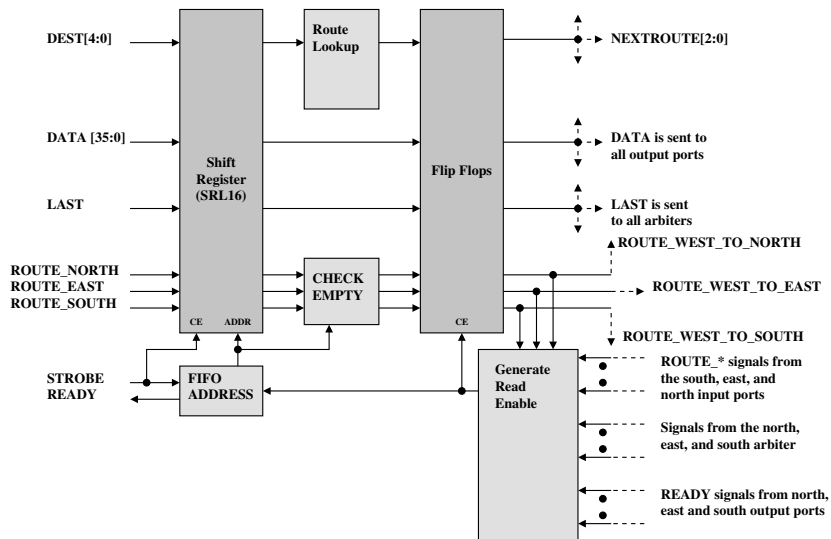 DEST[4:0]
DATA [35:0]
LAST
ROUTE_NORTH
ROUTE_EAST
ROUTE_SOUTH
STROBE
READY
Shift
Register
(SRL16)
CE ADDR
FIFO
ADDRESS
Route
Lookup
CHECK
EMPTY
Flip Flops
CE
Generate
Read
Enable
NEXTROUTE[2:0]
DATA is sent to
all output ports
LAST is sent
to all arbiters
ROUTE_WEST_TO_NORTH
ROUTE_WEST_TO_EAST
ROUTE_WEST_TO_SOUTH
ROUTE_* signals from
the south, east, and
north input ports
Signals from the north,
east, and south arbiter
READY signals from north,
east and south output ports